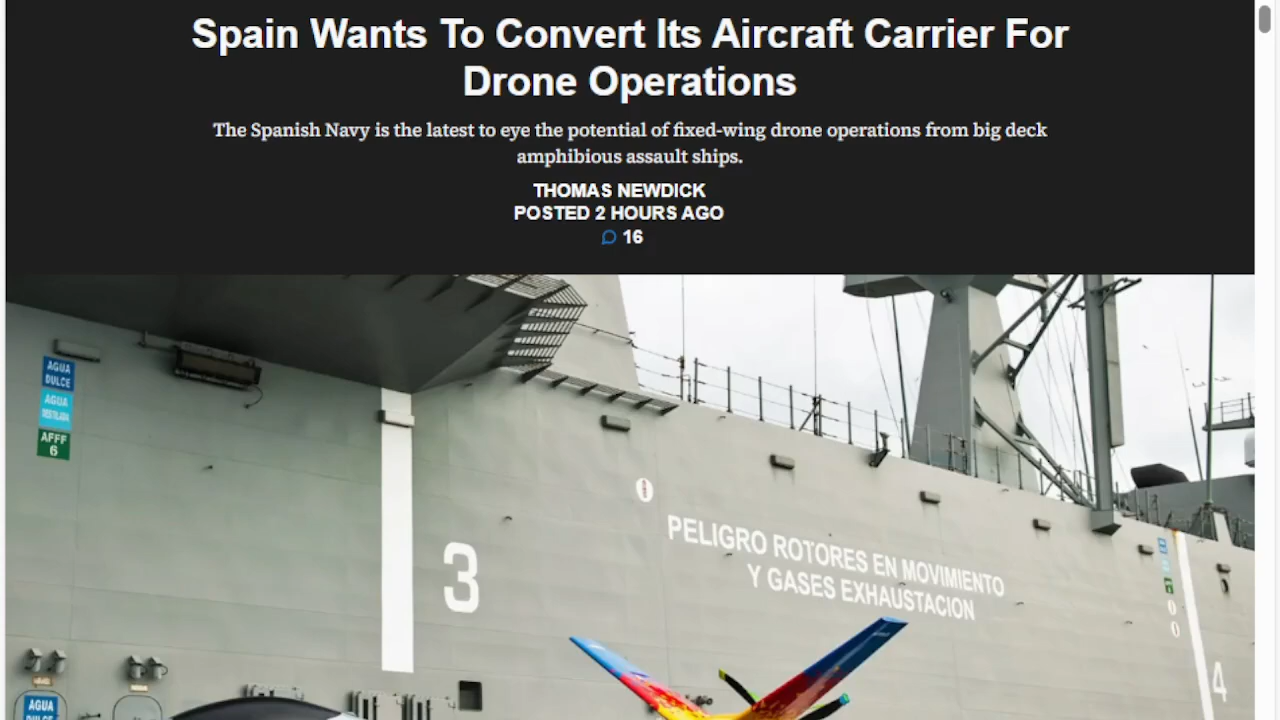 Spain Wants To Convert Its Aircraft Carrier For
Drone Operations
The Spanish Navy is the latest to eye the potential of fixed-wing drone operations from big deck
amphibious assault ships.
THOMAS NEWDICK
POSTED 2 HOURS AGO
16
AGUA
DULCE
AGUA
DESTILADA
AFFF
6
3
PELIGRO ROTORES EN MOVIMIENTO
Y GASES EXHAUSTACION
4
AGUA
DULCE